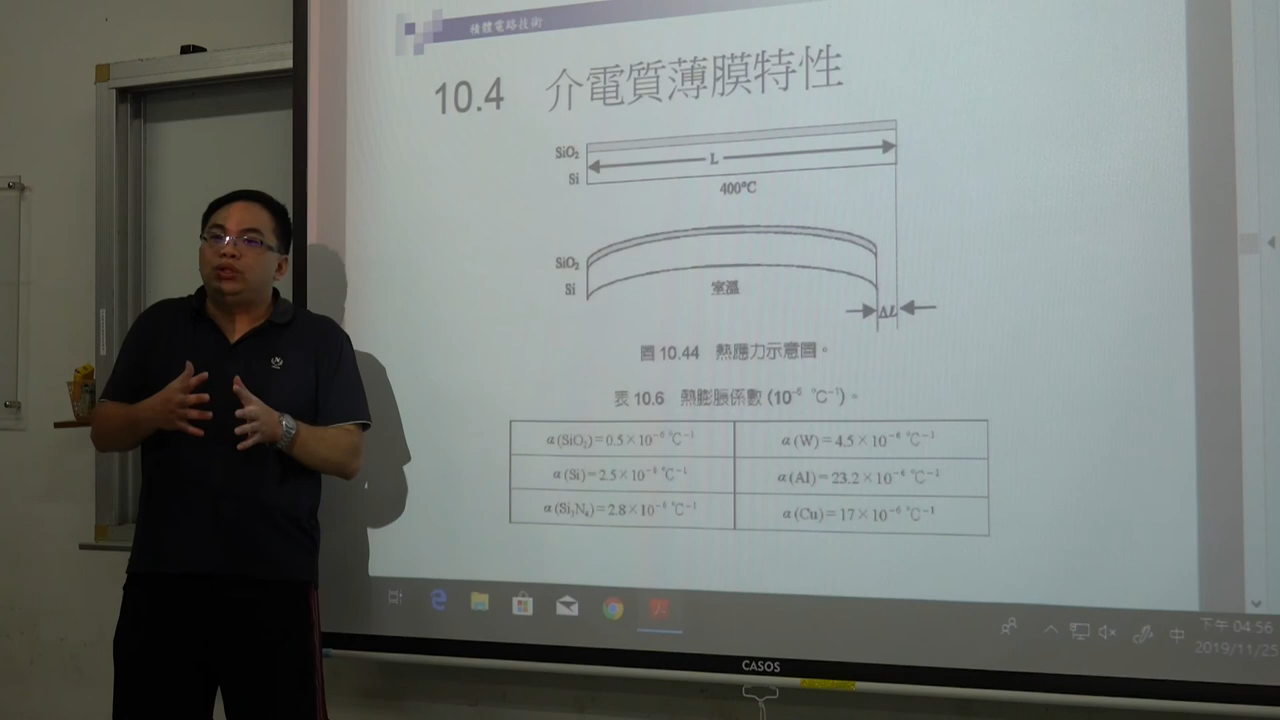 積體電路技術
10.4 介電質薄膜特性
SiO₂
L
Si
400°C
SiO₂
Si
室溫
ΔL
圖 10.44 熱應力示意圖。
表 10.6 熱膨脹係數 (10⁻⁶ °C⁻¹)。
α(SiO₂)=0.5×10⁻⁶ °C⁻¹ α(W)=4.5×10⁻⁶ °C⁻¹
α(Si)=2.5×10⁻⁶ °C⁻¹ α(Al)=23.2×10⁻⁶ °C⁻¹
α(Si₃N₄)=2.8×10⁻⁶ °C⁻¹ α(Cu)=17×10⁻⁶ °C⁻¹
中
下午 04:56
2019/11/25
CASOS